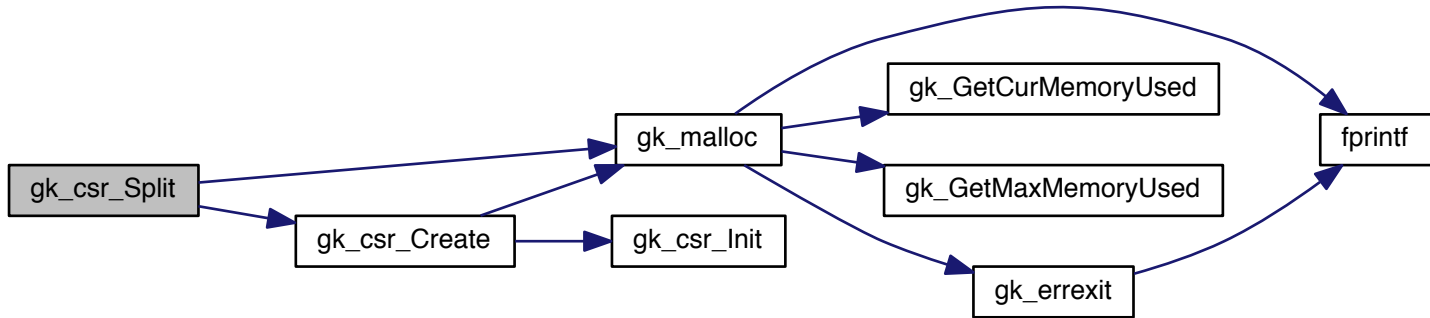 gk_csr_Split
gk_csr_Create
gk_malloc
gk_csr_Init
gk_GetCurMemoryUsed
gk_GetMaxMemoryUsed
gk_errexit
fprintf